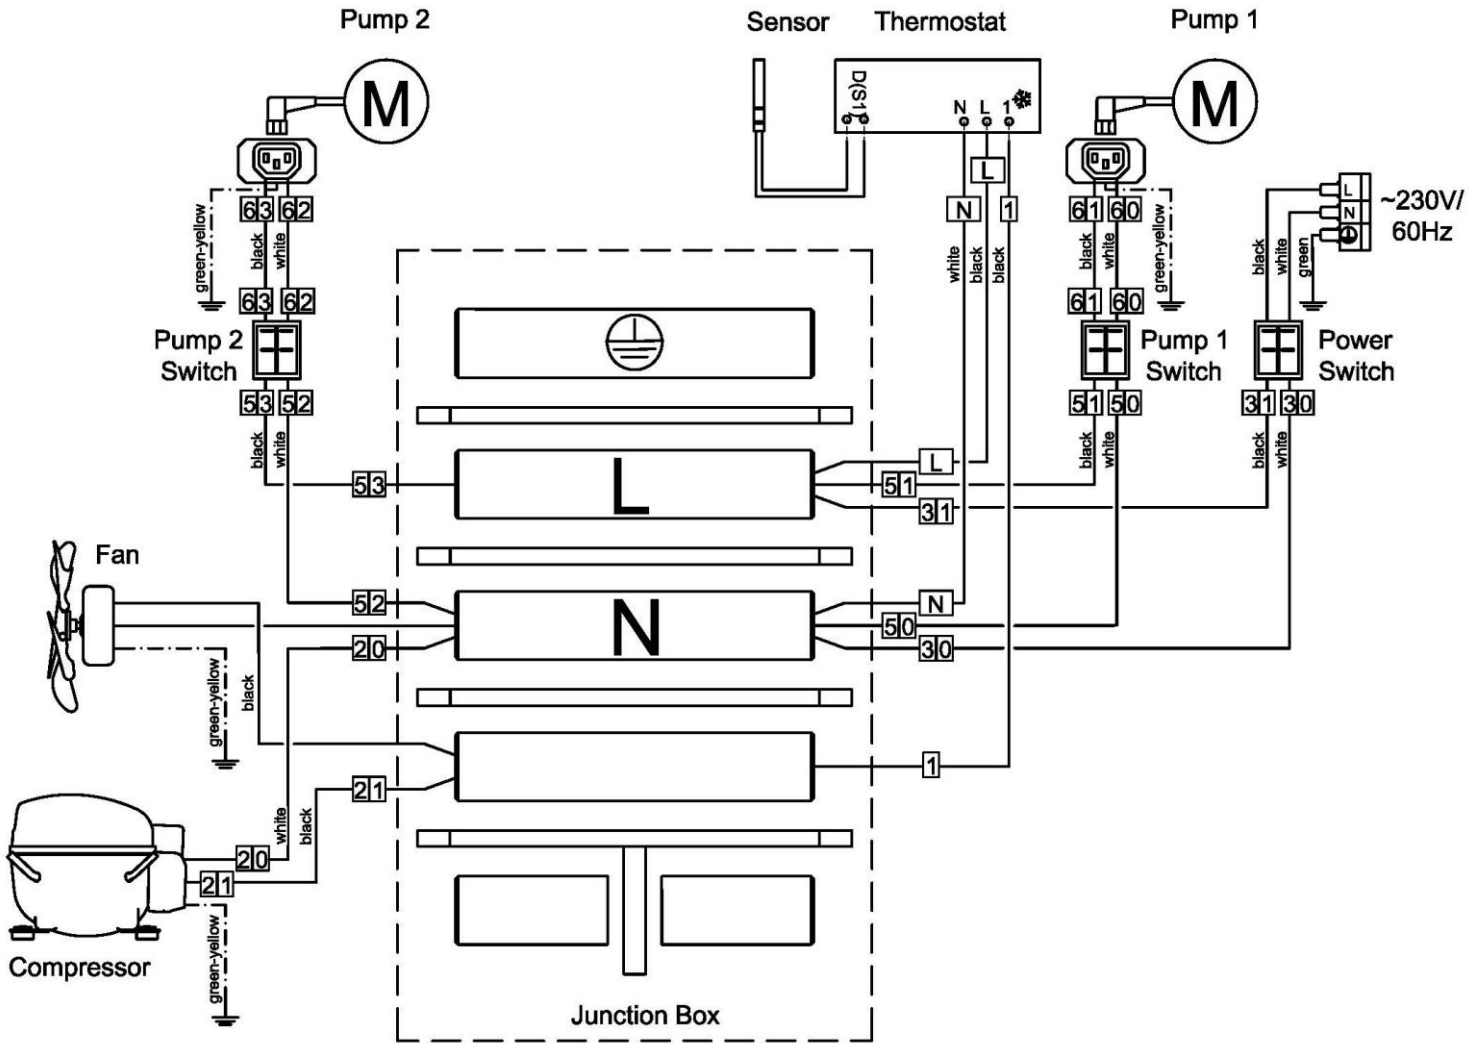 Pump 2
Sensor
Thermostat
Pump 1
M
D(S1)
N L 1
M
L
N
1
63 62
61 60
L
N
~230V/
60Hz
green-yellow
black
white
white
black
black
black
white
green-yellow
black
white
green
63 62
61 60
Pump 2
Switch
Pump 1
Switch
Power
Switch
53 52
51 50
31 30
black
white
black
white
black
white
53
L
L
51
31
Fan
52
20
N
N
50
30
green-yellow
black
1
21
white
black
20
21
green-yellow
Compressor
Junction Box